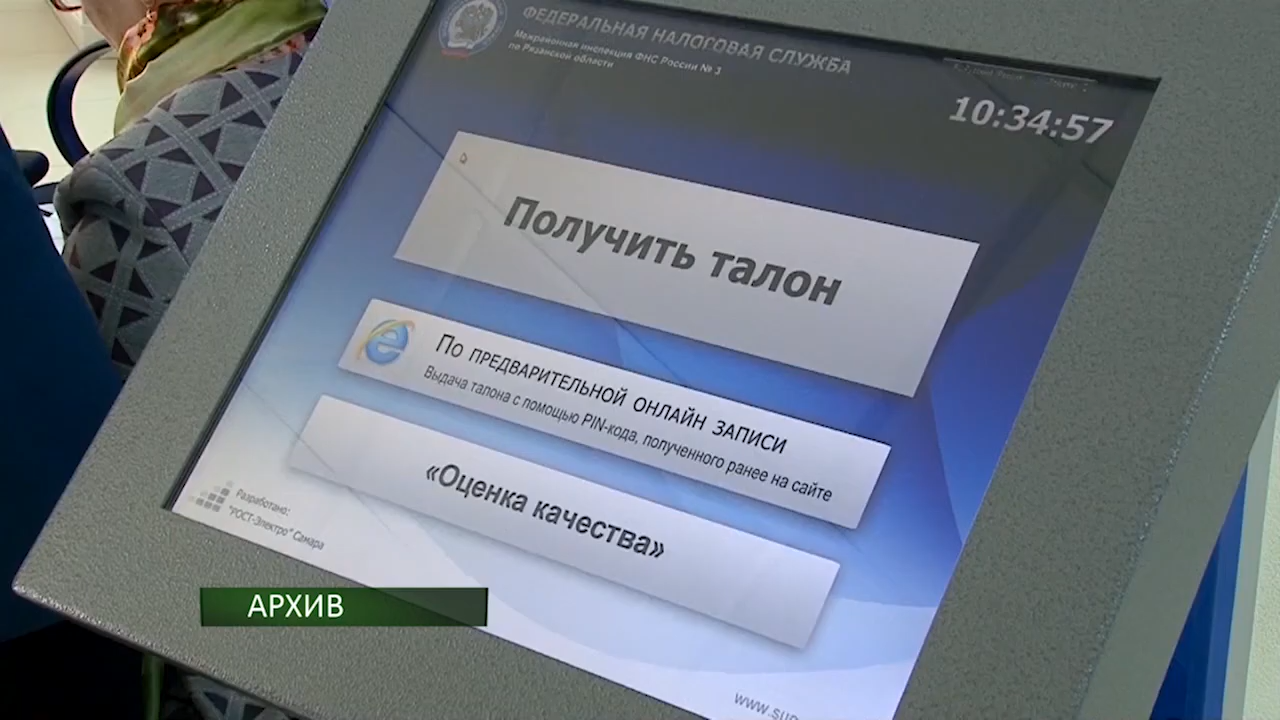 ФЕДЕРАЛЬНАЯ НАЛОГОВАЯ СЛУЖБА
Межрайонная инспекция ФНС России № 3
по Рязанской области
10:34:57
Получить талон
По предварительной онлайн записи
Выдача талона с помощью PIN-кода, полученного ранее на сайте
«Оценка качества»
Разработано:
"РОСТ-Электро" Самара
АРХИВ